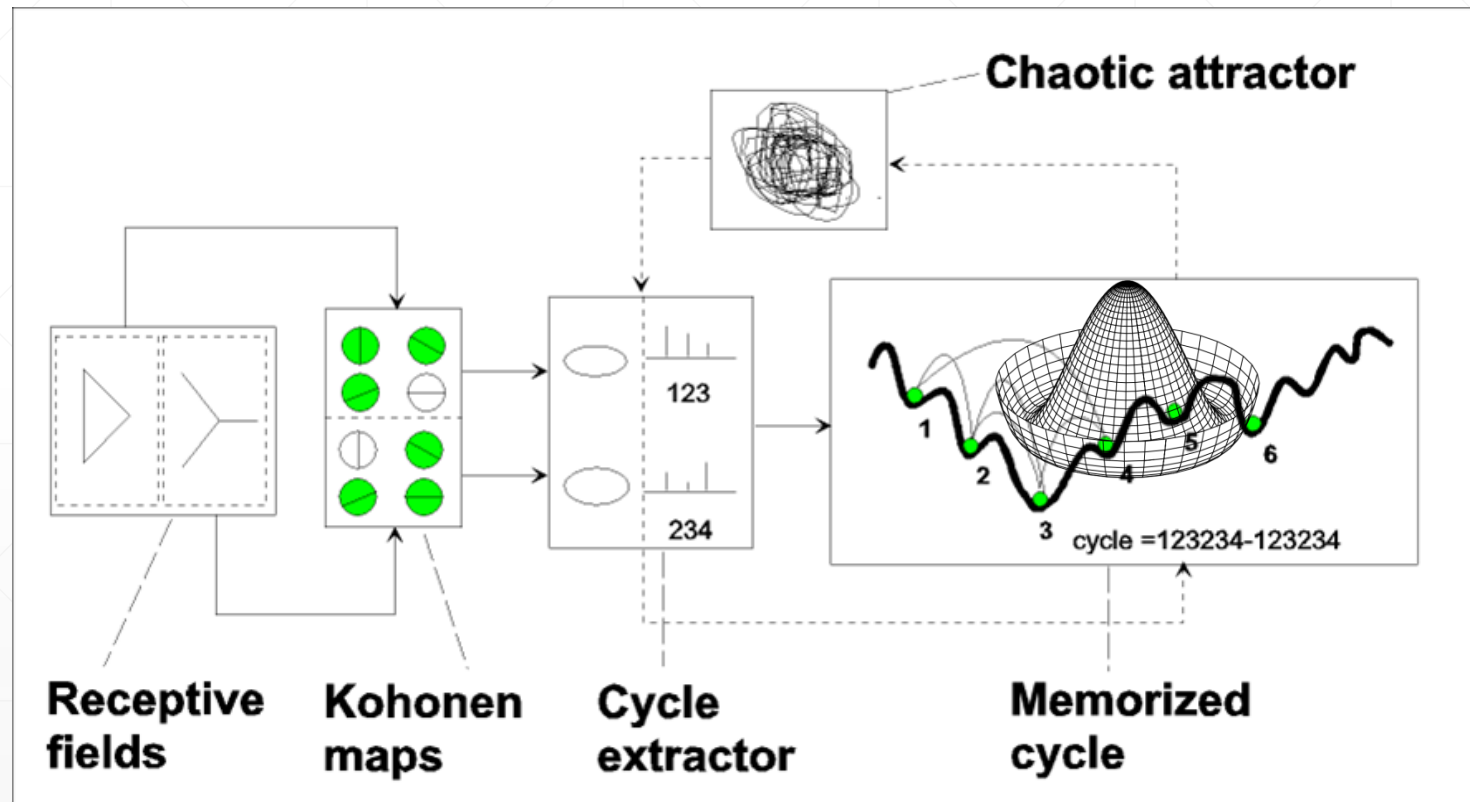 Chaotic attractor
123
234
1
2
3
4
5
6
cycle =123234-123234
Receptive
fields
Kohonen
maps
Cycle
extractor
Memorized
cycle